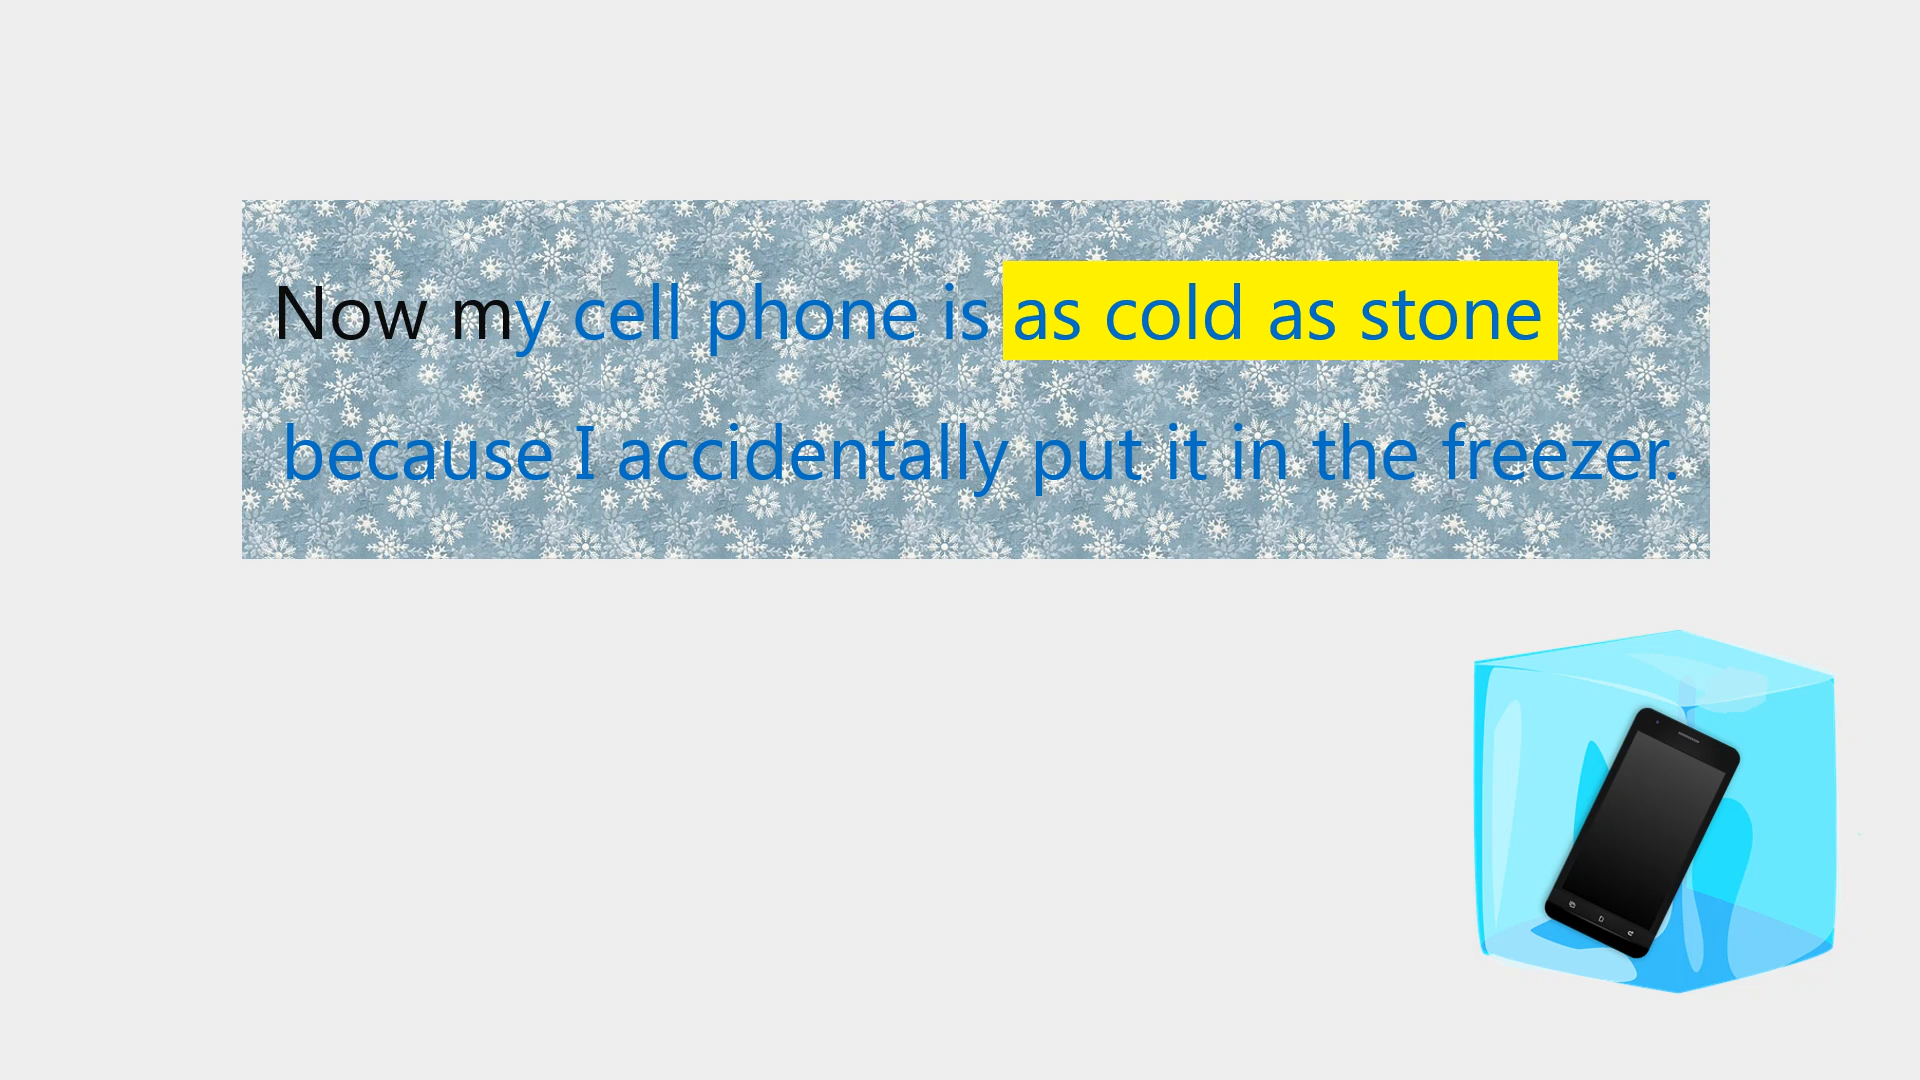 Now my cell phone is as cold as stone
because I accidentally put it in the freezer.